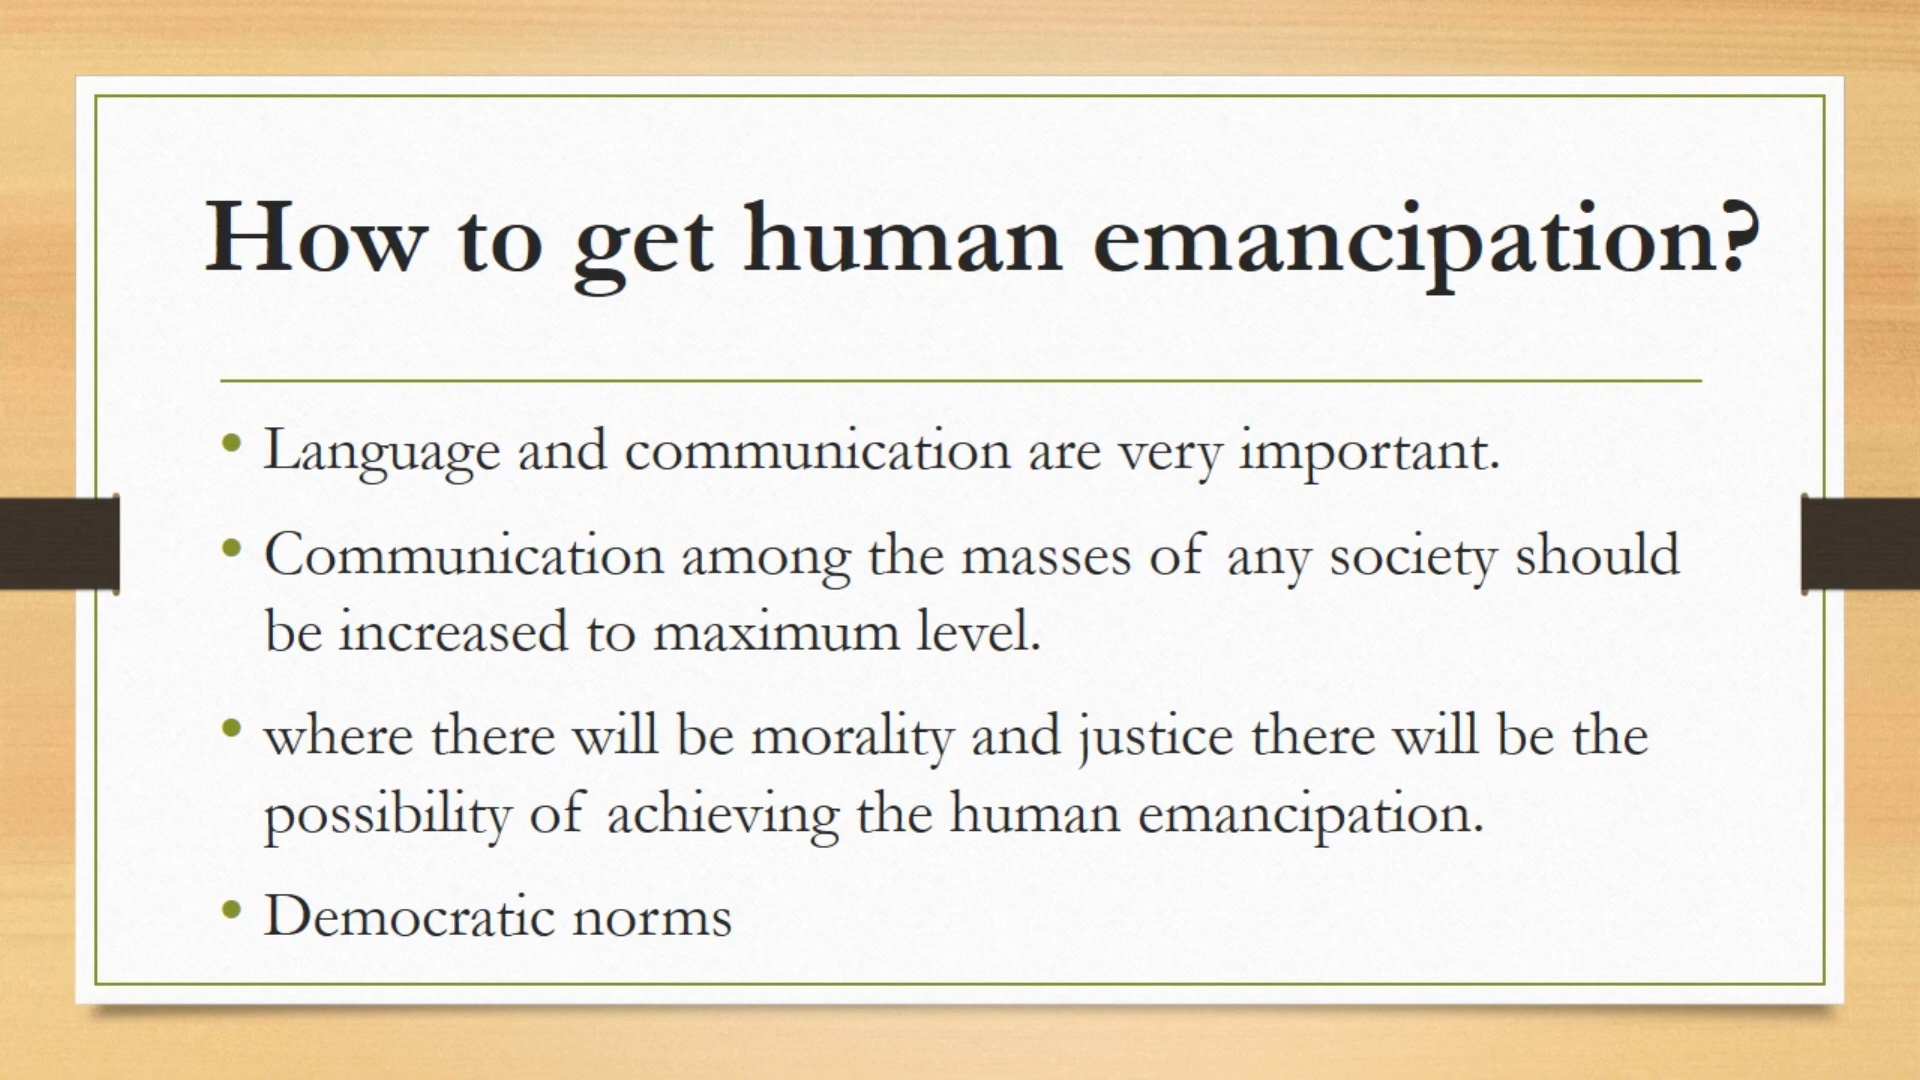 How to get human emancipation?
• Language and communication are very important.
• Communication among the masses of any society should
be increased to maximum level.
• where there will be morality and justice there will be the
possibility of achieving the human emancipation.
• Democratic norms